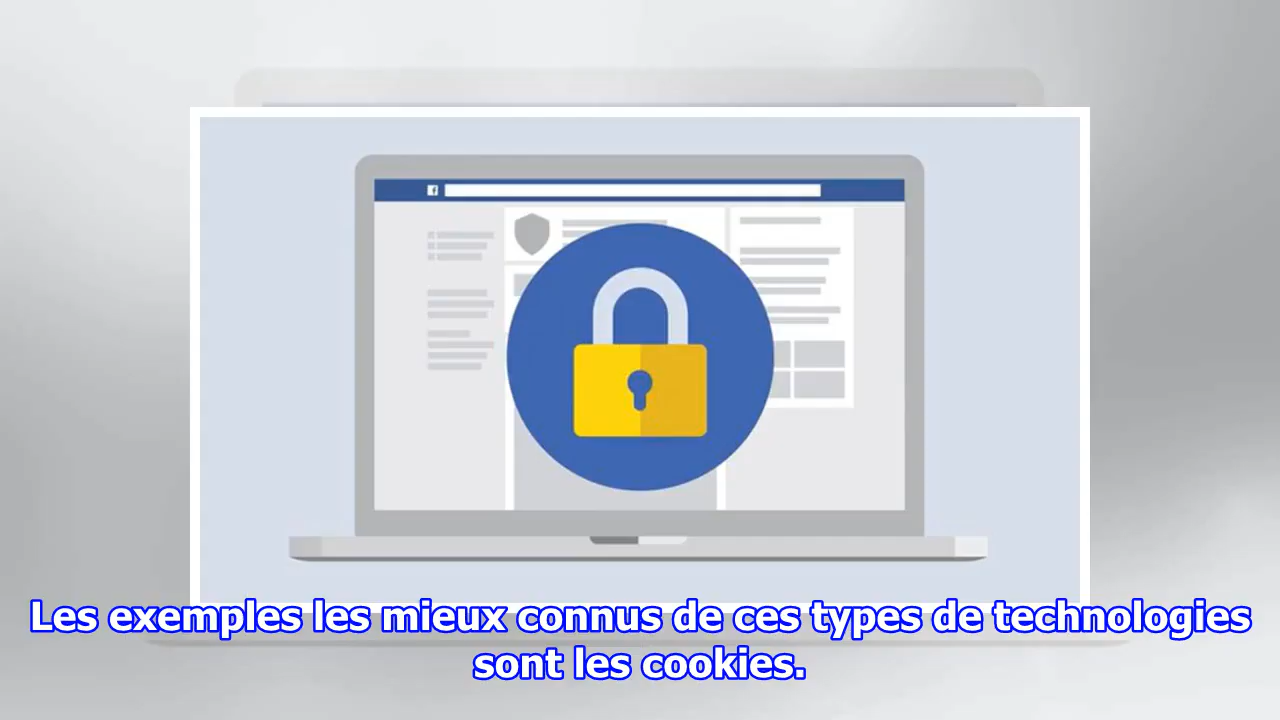 f
Les exemples les mieux connus de ces types de technologies
sont les cookies.